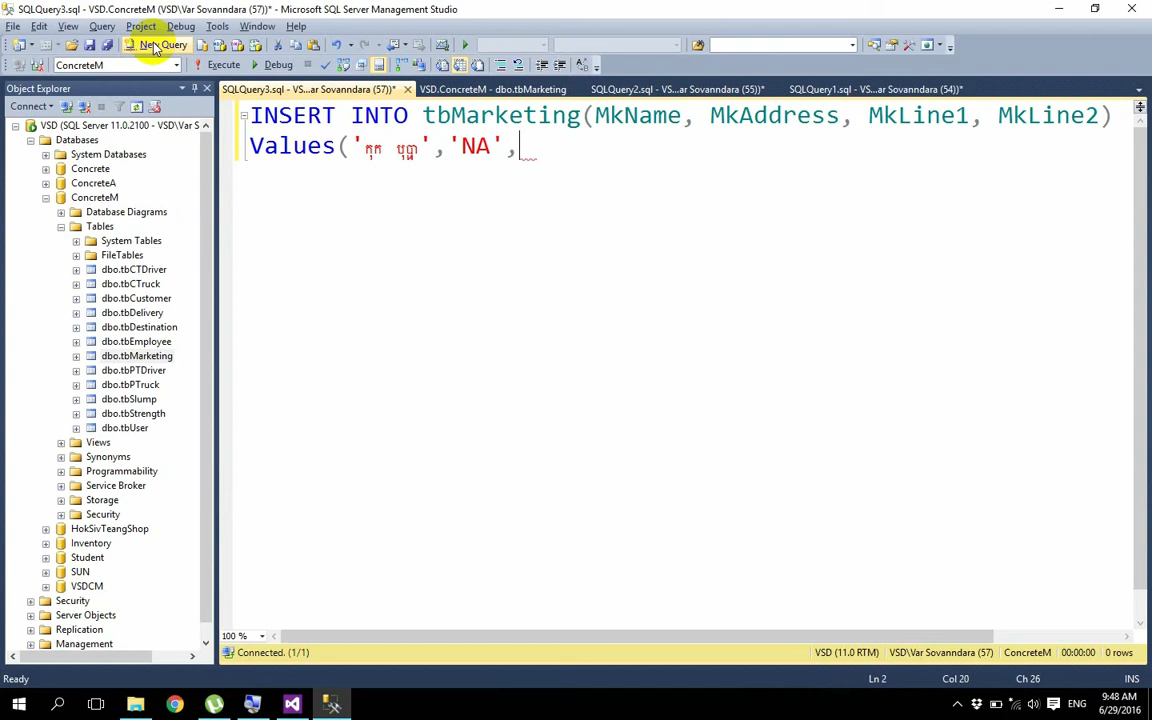 SQLQuery3.sql - VSD.ConcreteM (VSD\Var Sovanndara (57))* - Microsoft SQL Server Management Studio
File Edit View Query Project Debug Tools Window Help
New Query
ConcreteM Execute Debug
Object Explorer
SQLQuery3.sql - VS...ar Sovanndara (57))* VSD.ConcreteM - dbo.tbMarketing SQLQuery2.sql - VS...ar Sovanndara (55))* SQLQuery1.sql - VS...ar Sovanndara (54))*
Connect
INSERT INTO tbMarketing(MkName, MkAddress, MkLine1, MkLine2)
Values('កុក បុប្ផា','NA',
VSD (SQL Server 11.0.2100 - VSD\Var S
Databases
System Databases
Concrete
ConcreteA
ConcreteM
Database Diagrams
Tables
System Tables
FileTables
dbo.tbCTDriver
dbo.tbCTruck
dbo.tbCustomer
dbo.tbDelivery
dbo.tbDestination
dbo.tbEmployee
dbo.tbMarketing
dbo.tbPTDriver
dbo.tbPTruck
dbo.tbSlump
dbo.tbStrength
dbo.tbUser
Views
Synonyms
Programmability
Service Broker
Storage
Security
HokSivTeangShop
Inventory
Student
SUN
VSDCM
Security
Server Objects
Replication
Management
100 %
Connected. (1/1) VSD (11.0 RTM) VSD\Var Sovanndara (57) ConcreteM 00:00:00 0 rows
Ready Ln 2 Col 20 Ch 26 INS
ENG 9:48 AM
6/29/2016